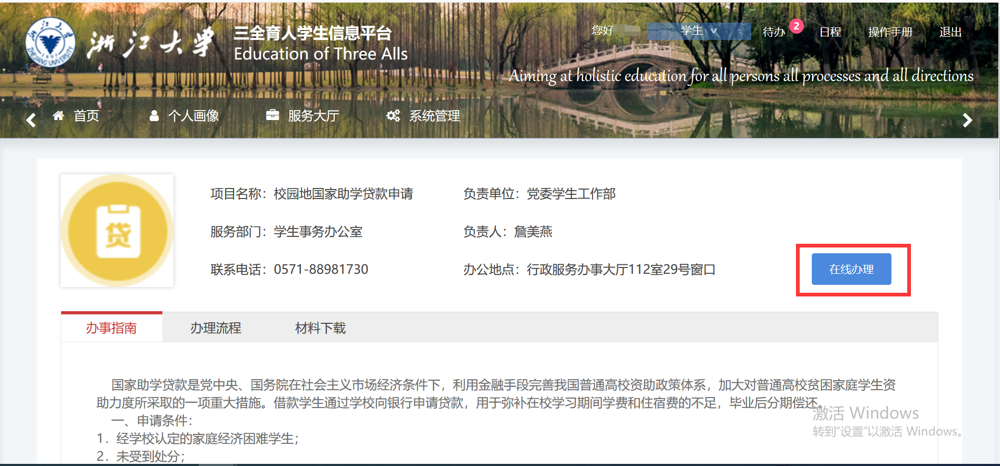 浙江大学
ZHEJIANG UNIVERSITY
三全育人学生信息平台
Education of Three Alls
您好
学生
待办 2
日程
操作手册
退出
Aiming at holistic education for all persons all processes and all directions
首页
个人画像
服务大厅
系统管理
贷
项目名称：校园地国家助学贷款申请
负责单位：党委学生工作部
服务部门：学生事务办公室
负责人：詹美燕
联系电话：0571-88981730
办公地点：行政服务办事大厅112室29号窗口
在线办理
办事指南
办理流程
材料下载
国家助学贷款是党中央、国务院在社会主义市场经济条件下，利用金融手段完善我国普通高校资助政策体系，加大对普通高校贫困家庭学生资
助力度所采取的一项重大措施。借款学生通过学校向银行申请贷款，用于弥补在校学习期间学费和住宿费的不足，毕业后分期偿还。
一、申请条件：
1．经学校认定的家庭经济困难学生；
2．未受到处分；
激活 Windows
转到“设置”以激活 Windows。